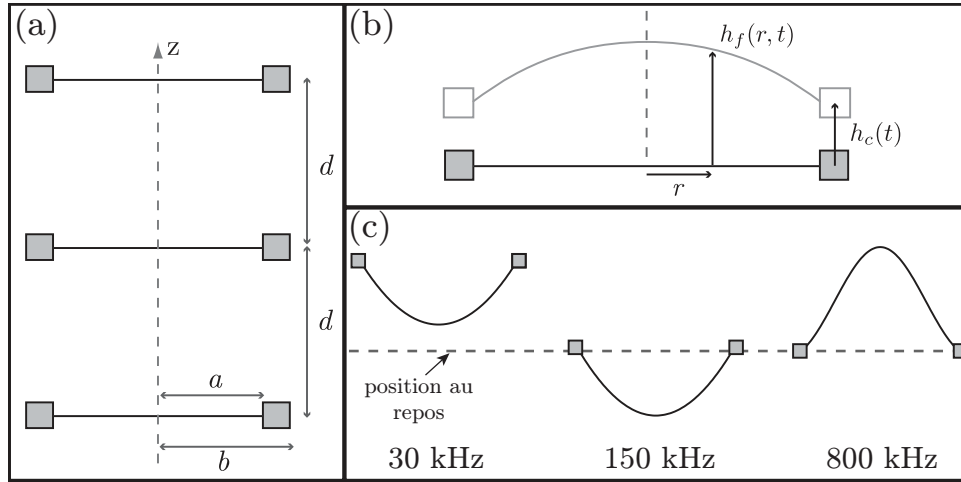 (a)
z
d
d
a
b
(b)
h_f(r, t)
h_c(t)
r
(c)
position au
repos
30 kHz
150 kHz
800 kHz